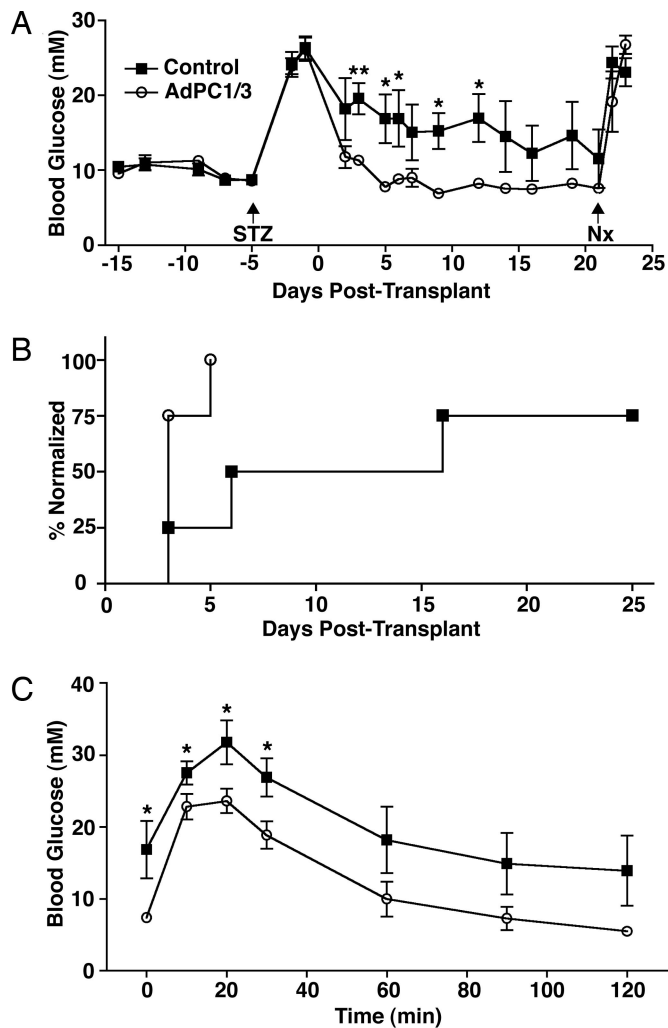 A
Blood Glucose (mM)
30
20
10
0
Control
AdPC1/3
** * * * *
STZ
Nx
-15 -10 -5 0 5 10 15 20 25
Days Post-Transplant
B
% Normalized
100
75
50
25
0
0 5 10 15 20 25
Days Post-Transplant
C
Blood Glucose (mM)
40
30
20
10
0
* * * *
0 20 40 60 80 100 120
Time (min)